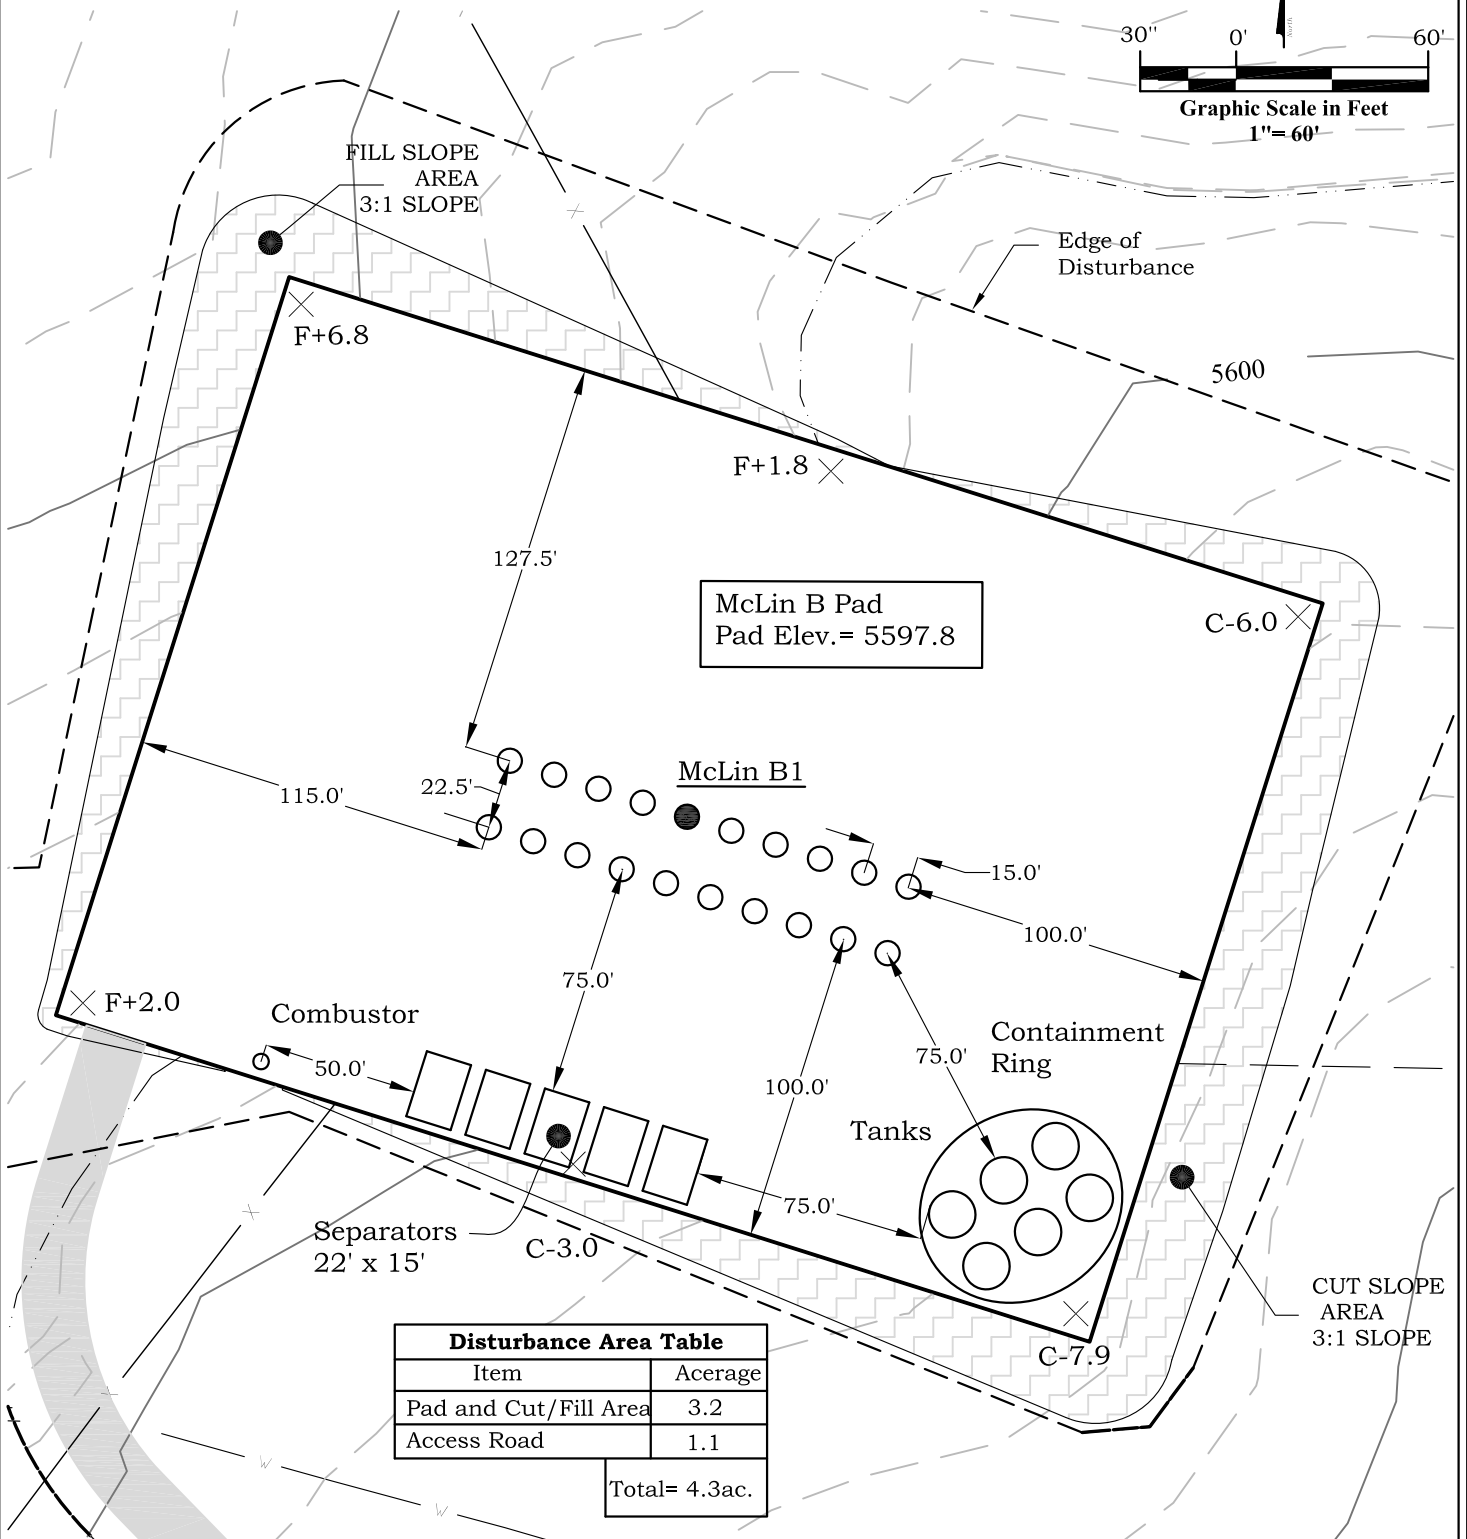 30" 0' 60'
North
Graphic Scale in Feet
1"= 60'
FILL SLOPE
AREA
3:1 SLOPE
Edge of
Disturbance
F+6.8
5600
F+1.8
127.5'
McLin B Pad
Pad Elev.= 5597.8
C-6.0
McLin B1
22.5'
115.0'
15.0'
100.0'
75.0'
F+2.0
Combustor
50.0'
Containment
Ring
75.0'
100.0'
Tanks
75.0'
Separators
22' x 15'
C-3.0
CUT SLOPE
AREA
3:1 SLOPE
C-7.9
Disturbance Area Table
Item Acerage
Pad and Cut/Fill Area 3.2
Access Road 1.1
Total= 4.3ac.
W
W